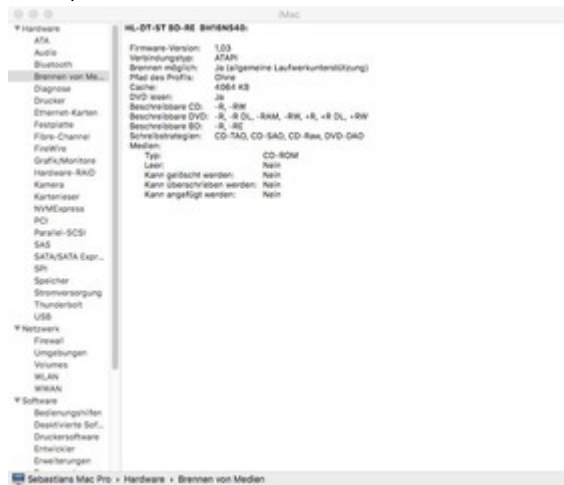 iMac
▼ Hardware
ATA
Audio
Bluetooth
Brennen von Me...
Diagnose
Drucker
Ethernet-Karten
Festplatte
Fibre-Channel
FireWire
Grafik/Monitore
Hardware-RAID
Kamera
Kartenleser
NVMExpress
PCI
Parallel-SCSI
SAS
SATA/SATA Expr...
SPI
Speicher
Stromversorgung
Thunderbolt
USB
▼ Netzwerk
Firewall
Umgebungen
Volumes
WLAN
WWAN
▼ Software
Bedienungshilfen
Deaktivierte Sof...
Druckersoftware
Entwickler
Erweiterungen
HL-DT-ST BD-RE BH16NS40:
Firmware-Version: 1,03
Verbindungstyp: ATAPI
Brennen möglich: Ja (allgemeine Laufwerkunterstützung)
Pfad des Profils: Ohne
Cache: 4064 KB
DVD lesen: Ja
Beschreibbare CD: -R, -RW
Beschreibbare DVD: -R, -R DL, -RAM, -RW, +R, +R DL, +RW
Beschreibbare BD: -R, -RE
Schreibstrategien: CD-TAO, CD-SAO, CD-Raw, DVD-DAO
Medien:
Typ: CD-ROM
Leer: Nein
Kann gelöscht werden: Nein
Kann überschrieben werden: Nein
Kann angefügt werden: Nein
Sebastians Mac Pro › Hardware › Brennen von Medien